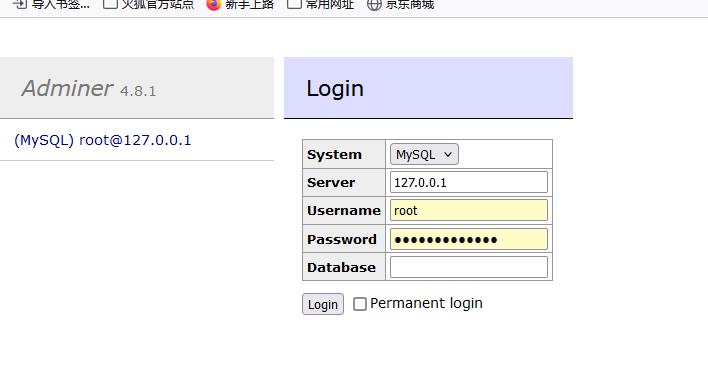 导入书签... 火狐官方站点 新手上路 常用网址 京东商城
Adminer 4.8.1
Login
(MySQL) root@127.0.0.1
System MySQL
Server 127.0.0.1
Username root
Password ●●●●●●●●●●●●●
Database
Login Permanent login